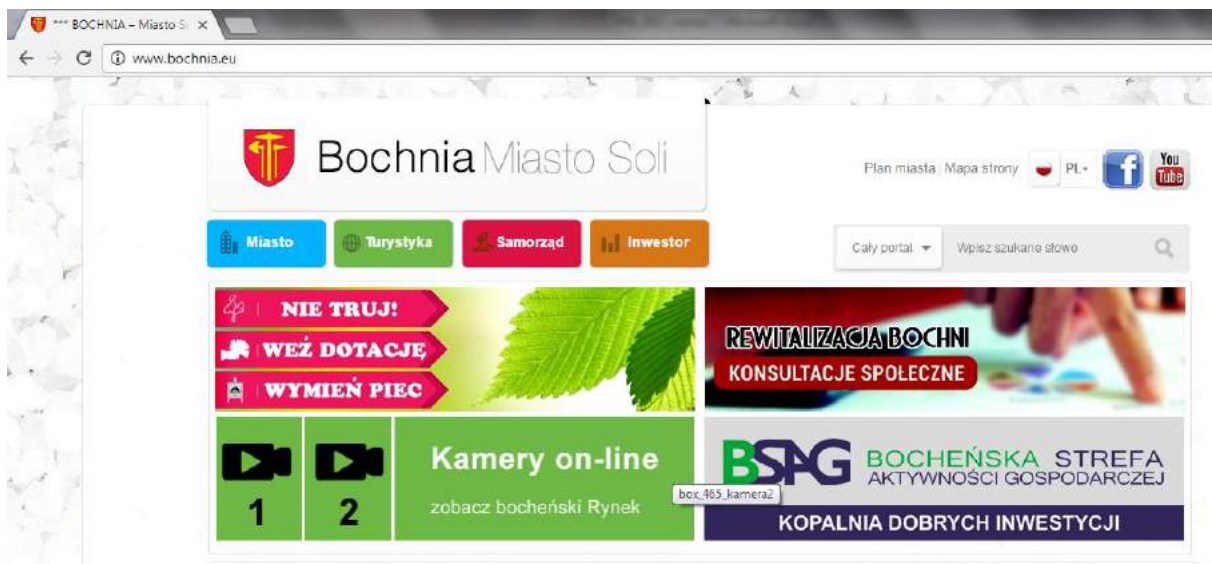 *** BOCHNIA – Miasto S
www.bochnia.eu
Bochnia Miasto Soli
Plan miasta | Mapa strony PL
You
Tube
Miasto
Turystyka
Samorząd
Inwestor
Cały portal
Wpisz szukane słowo
NIE TRUJ!
WEŹ DOTACJĘ
WYMIEŃ PIEC
REWITALIZACJA BOCHNI
KONSULTACJE SPOŁECZNE
1
2
Kamery on-line
zobacz bocheński Rynek
box_465_kamera2
BSAG BOCHEŃSKA STREFA
AKTYWNOŚCI GOSPODARCZEJ
KOPALNIA DOBRYCH INWESTYCJI